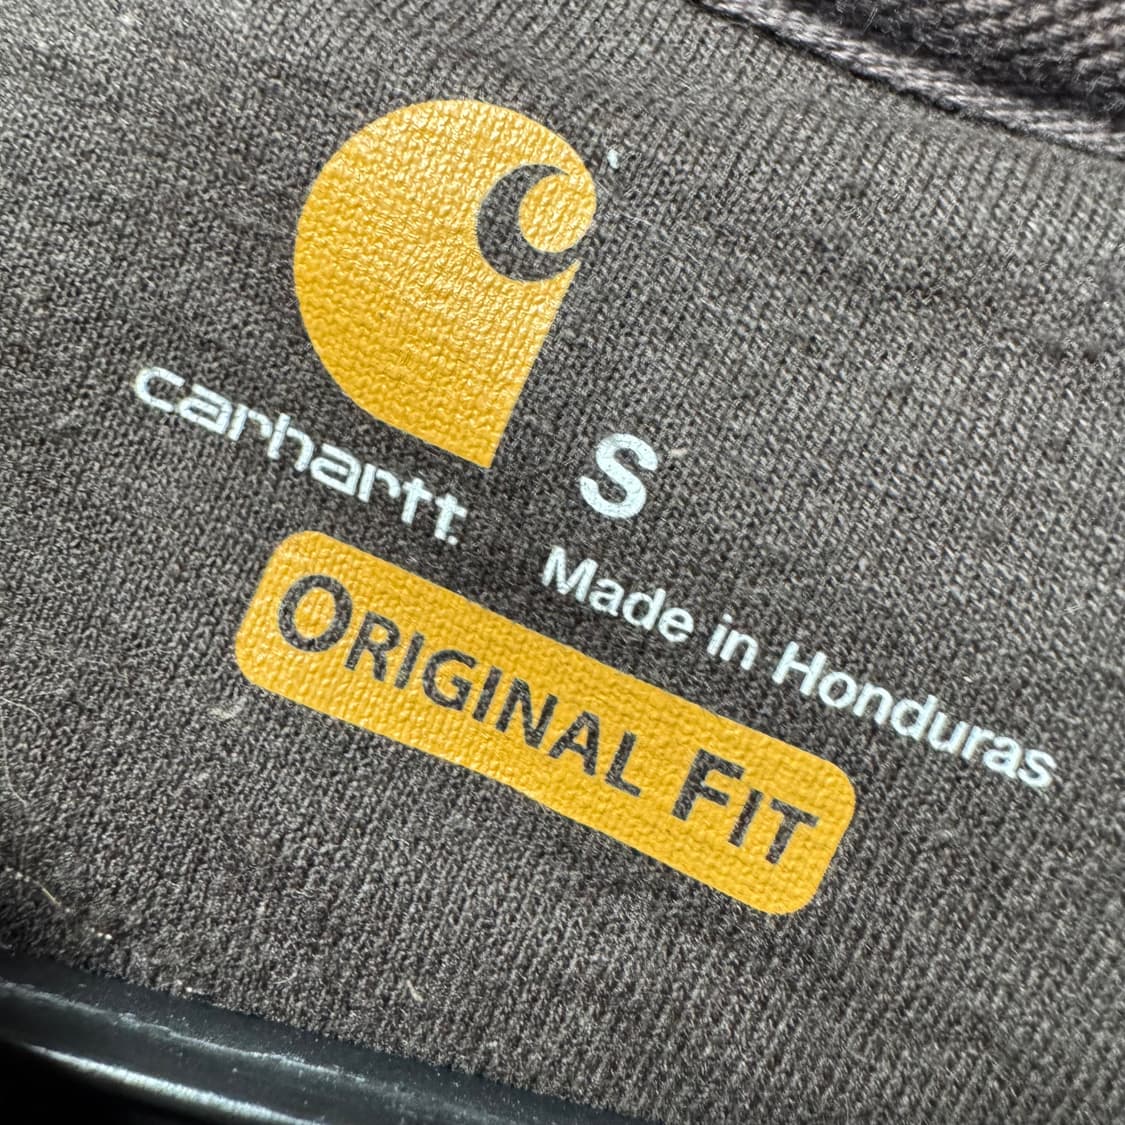 carhartt.
S
Made in Honduras
ORIGINAL FIT